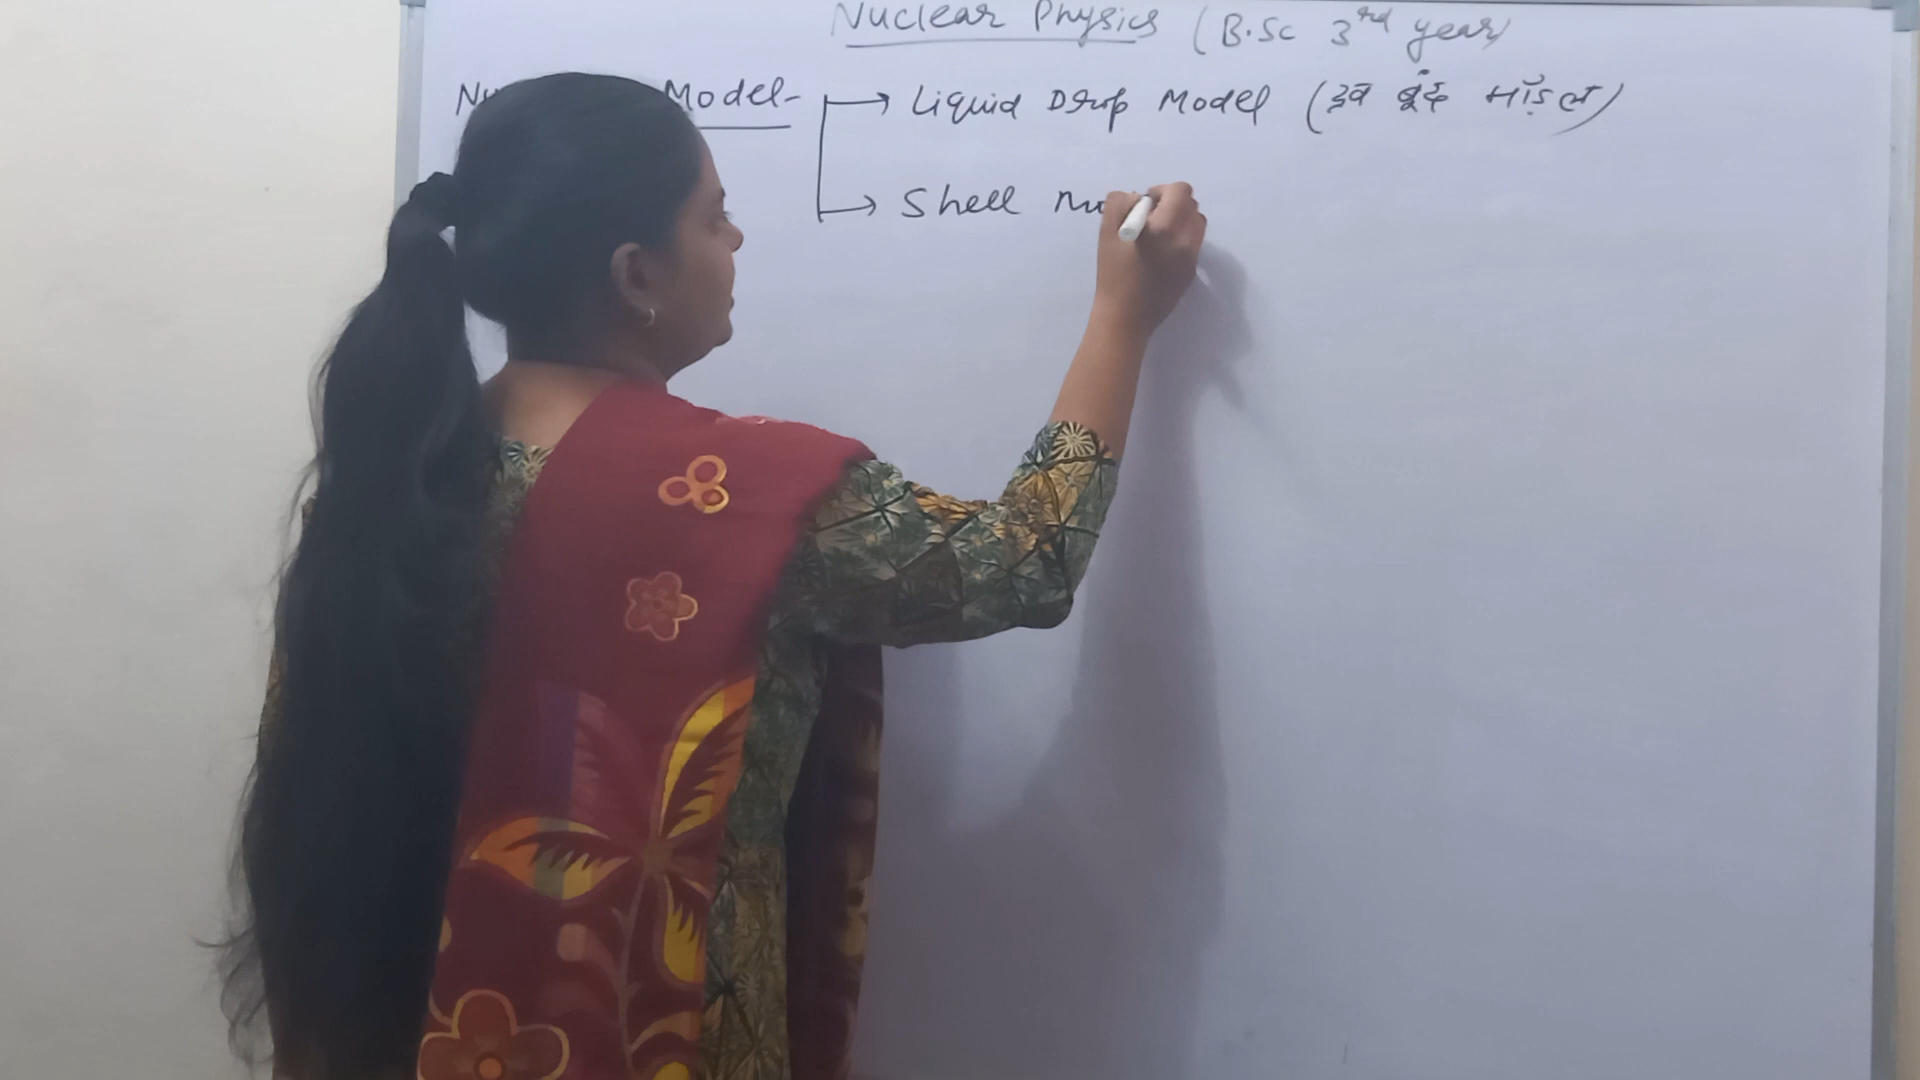 Nuclear Physics (B.Sc 3rd year)
Model- → Liquid Drop Model (द्रव बूंद मॉडल)
→ Shell